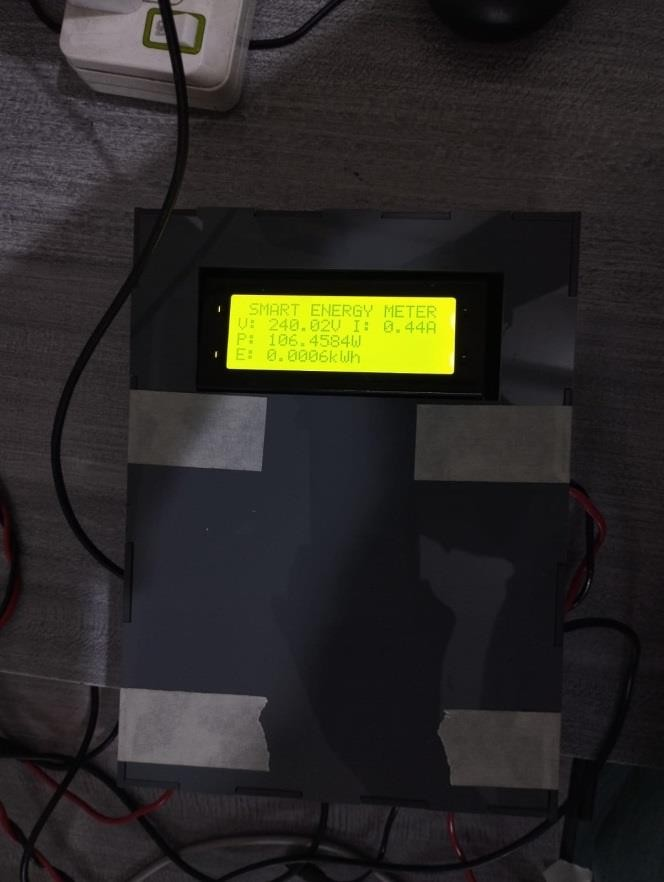 SMART ENERGY METER
V: 240.02V I: 0.44A
P: 106.4584W
E: 0.0006kWh